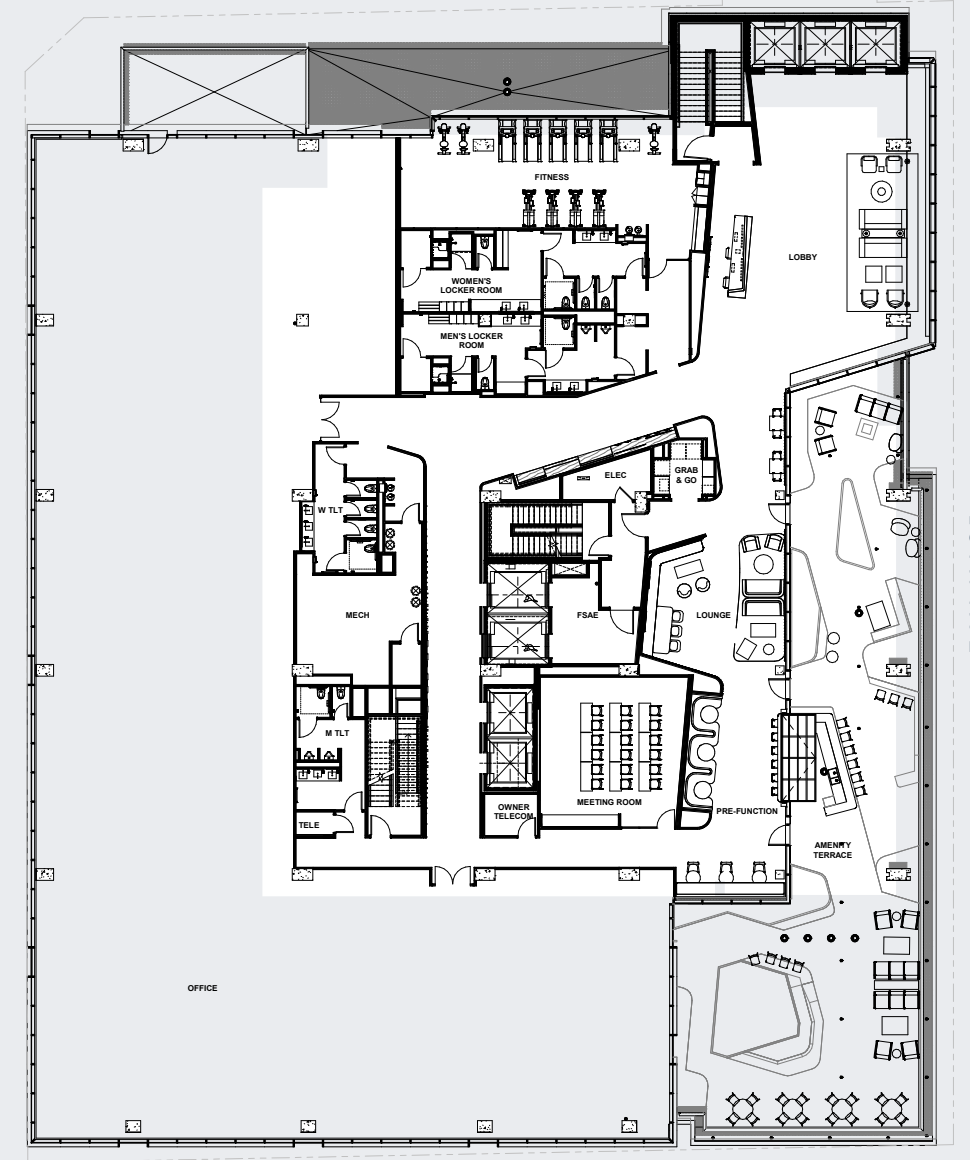 FITNESS
LOBBY
WOMEN'S
LOCKER ROOM
MEN'S LOCKER
ROOM
ELEC
GRAB
& GO
W TLT
MECH
FSAE
LOUNGE
M TLT
MEETING ROOM
OWNER
TELECOM
PRE-FUNCTION
TELE
AMENITY
TERRACE
OFFICE